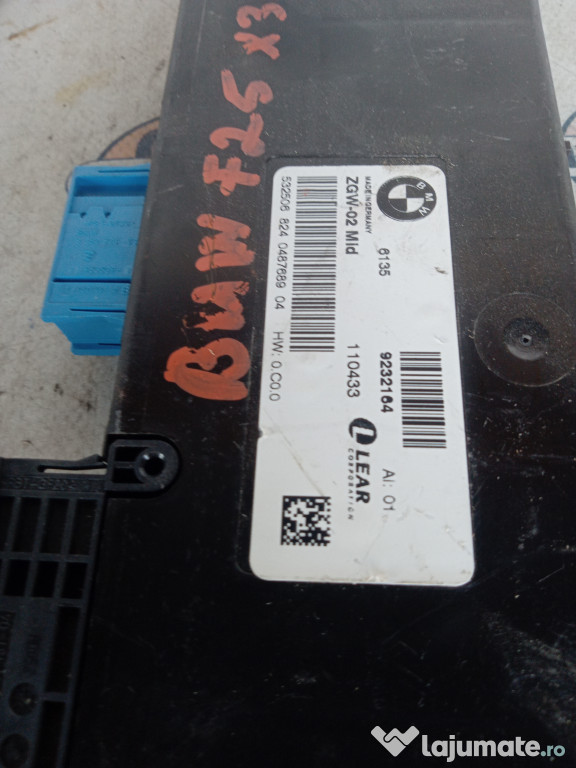 BMW F25 X3
BMW
MADE IN GERMANY
6135 9232164 AI: 01
ZGW-02 Mid 110433
LEAR
CORPORATION
532506 824 0487689 04 HW: 0.C0.0
lajumate.ro